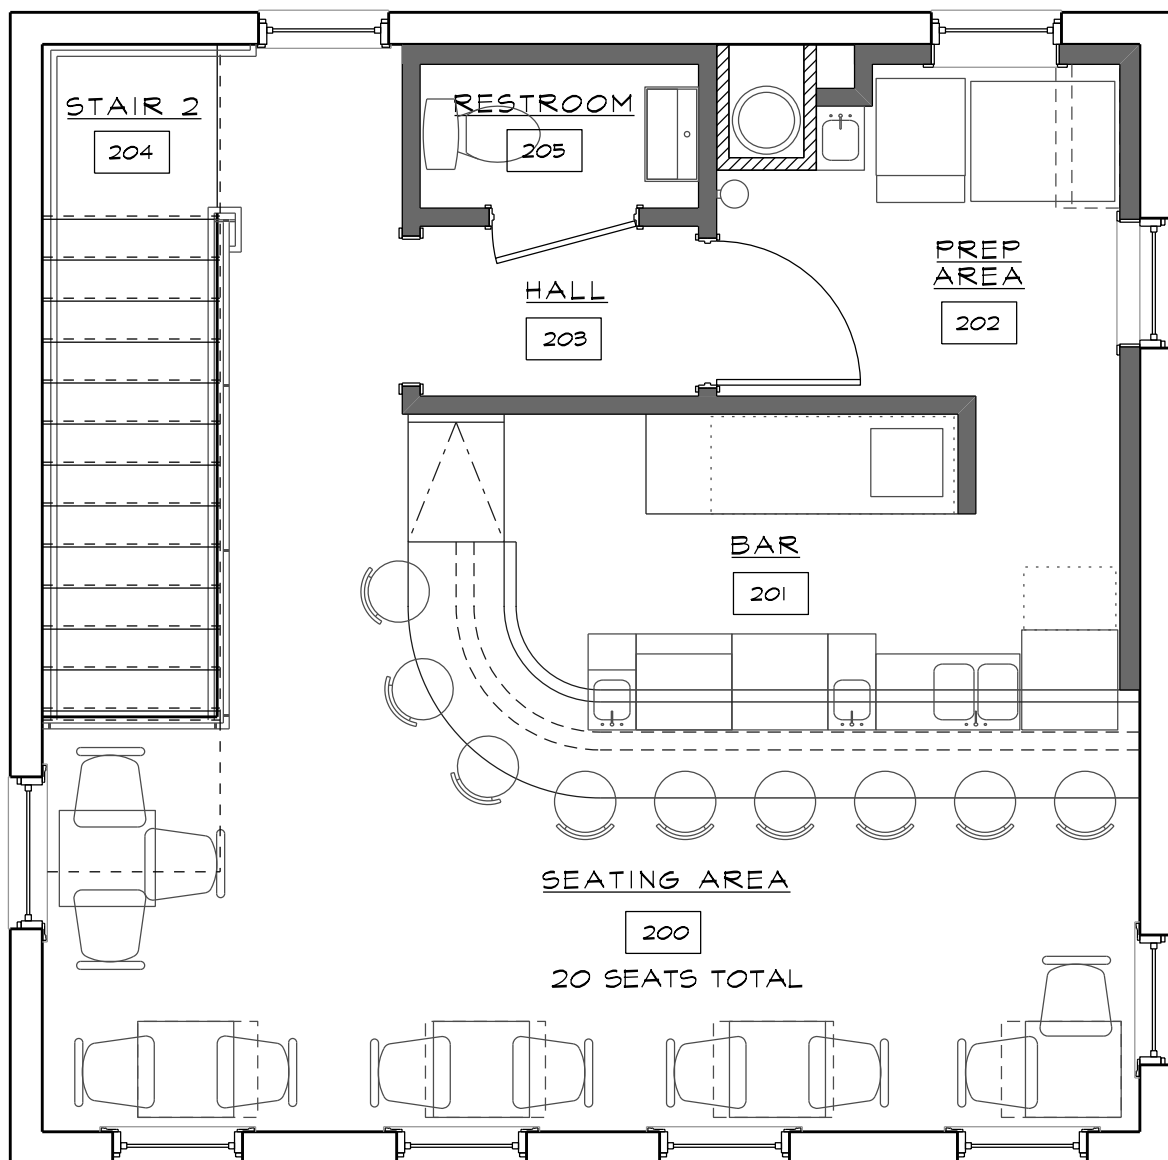 STAIR 2
204
RESTROOM
205
PREP
AREA
202
HALL
203
BAR
201
SEATING AREA
200
20 SEATS TOTAL